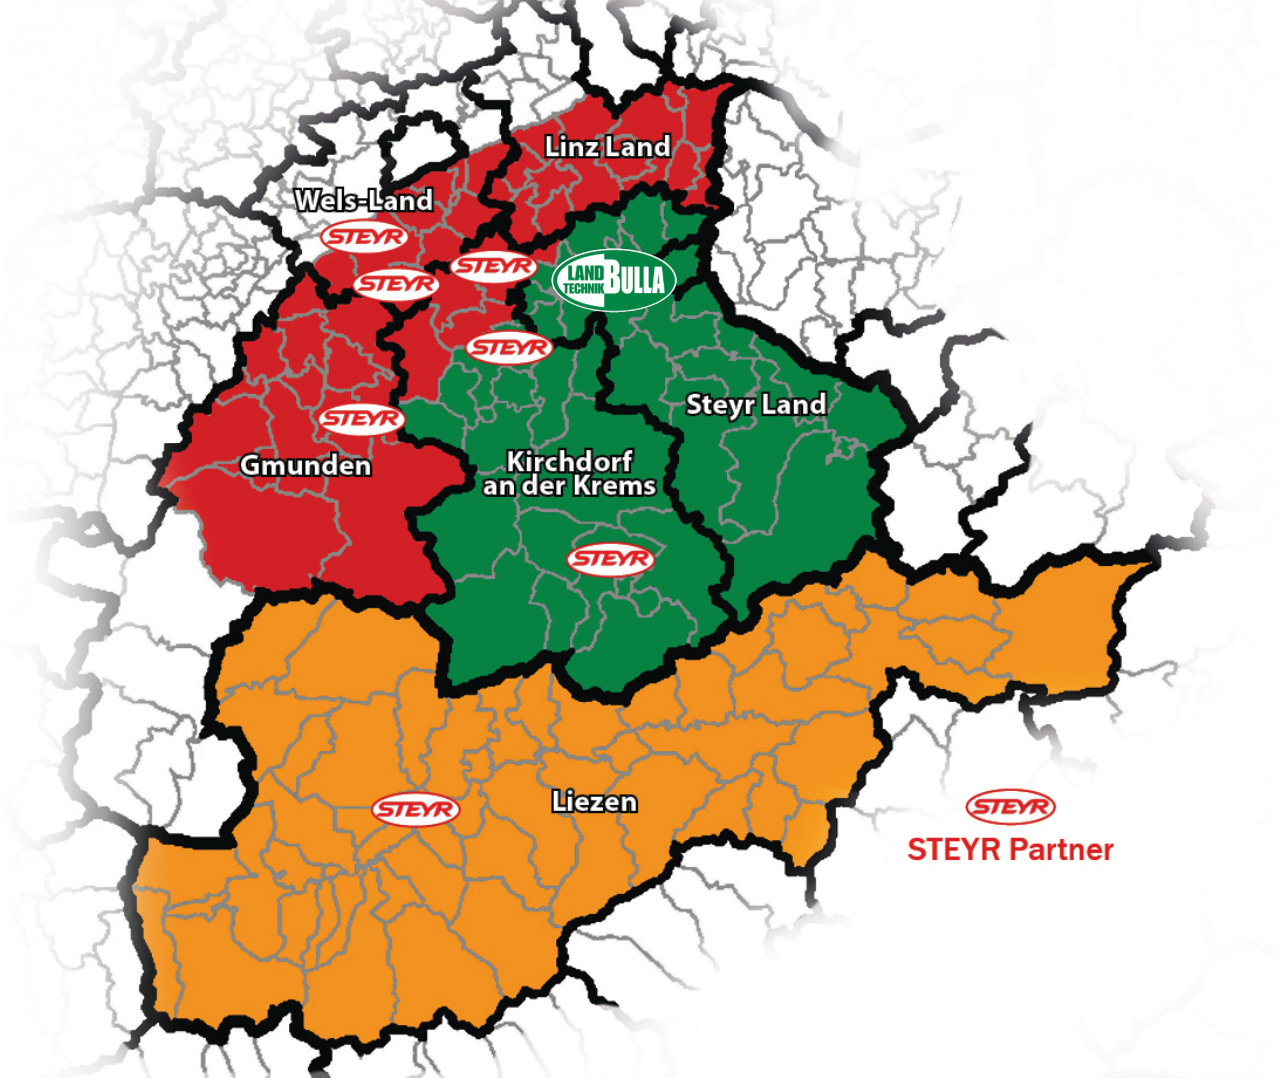 Linz Land
Wels-Land
STEYR
STEYR
STEYR
LAND
TECHNIK
BULLA
STEYR
STEYR
Steyr Land
Gmunden
Kirchdorf
an der Krems
STEYR
STEYR
Liezen
STEYR
STEYR Partner